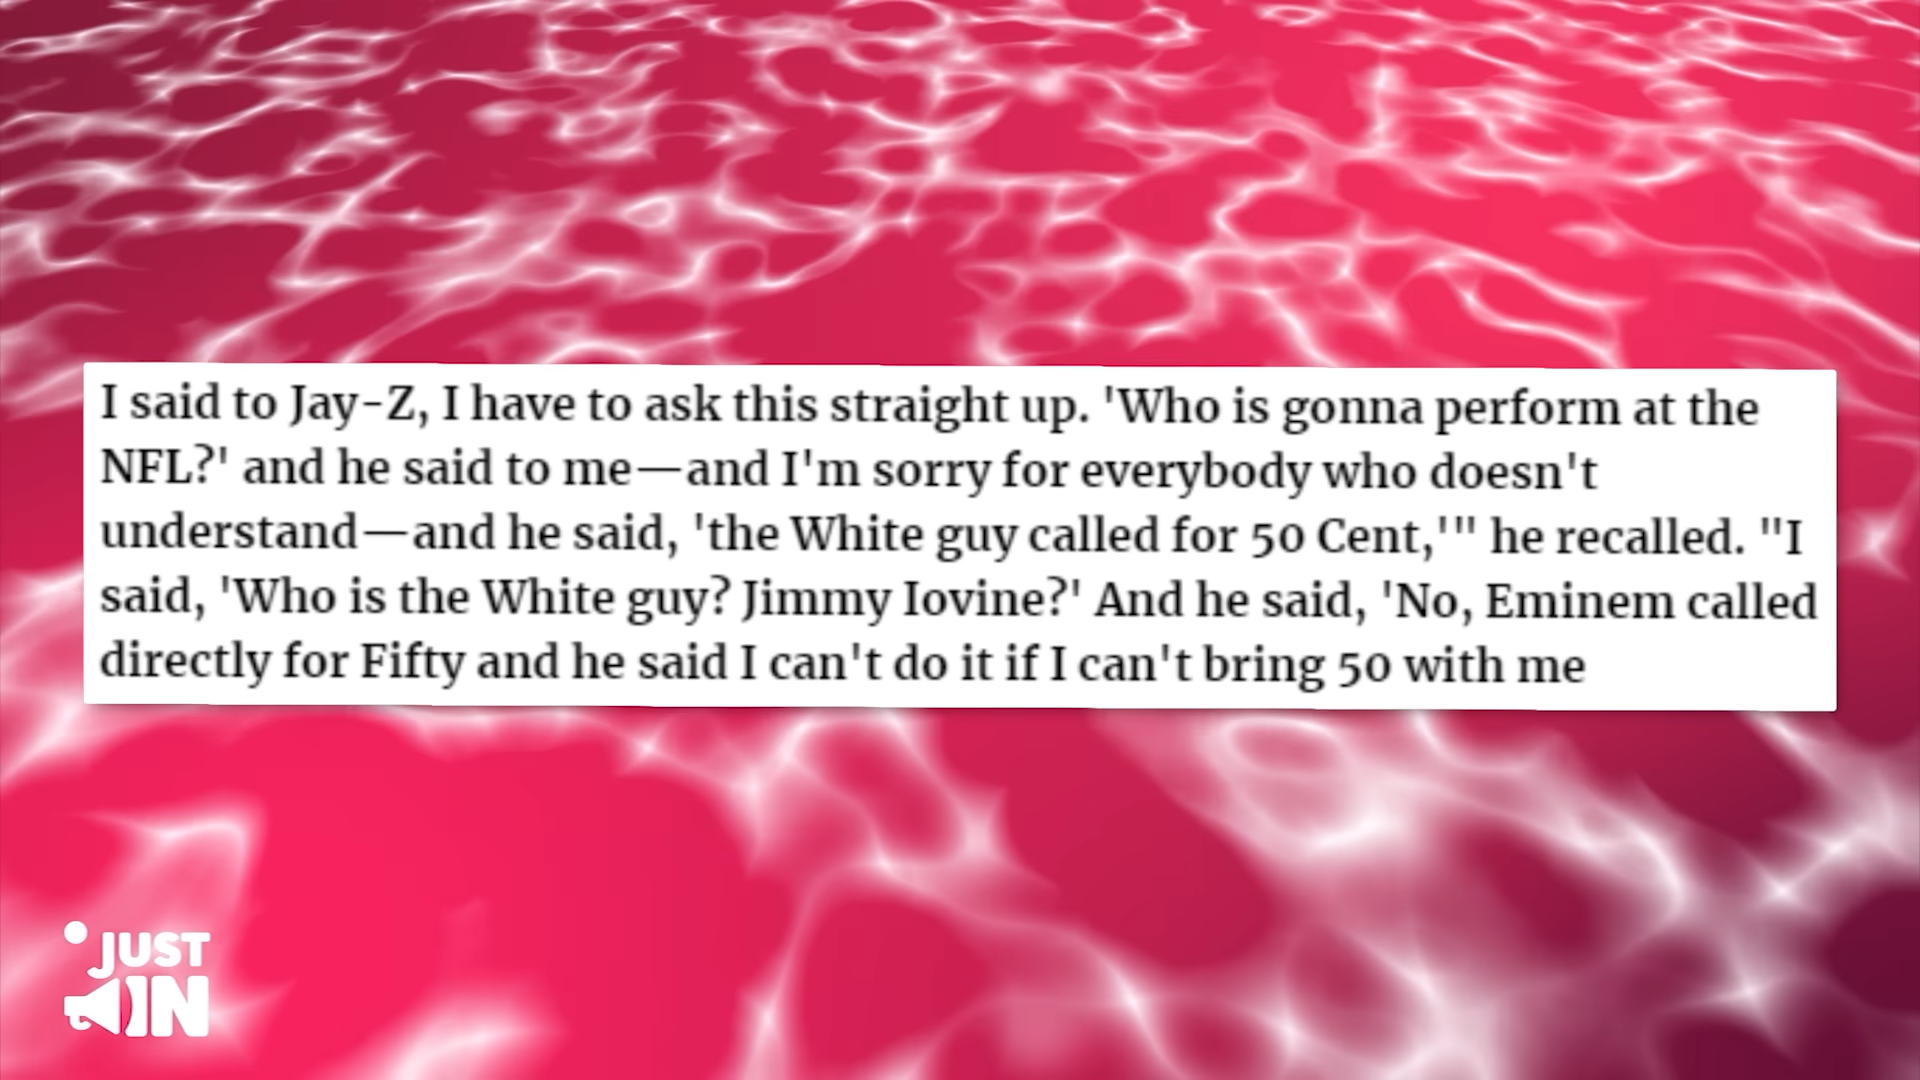 I said to Jay-Z, I have to ask this straight up. 'Who is gonna perform at the
NFL?' and he said to me—and I'm sorry for everybody who doesn't
understand—and he said, 'the White guy called for 50 Cent,'" he recalled. "I
said, 'Who is the White guy? Jimmy Iovine?' And he said, 'No, Eminem called
directly for Fifty and he said I can't do it if I can't bring 50 with me
JUST
IN